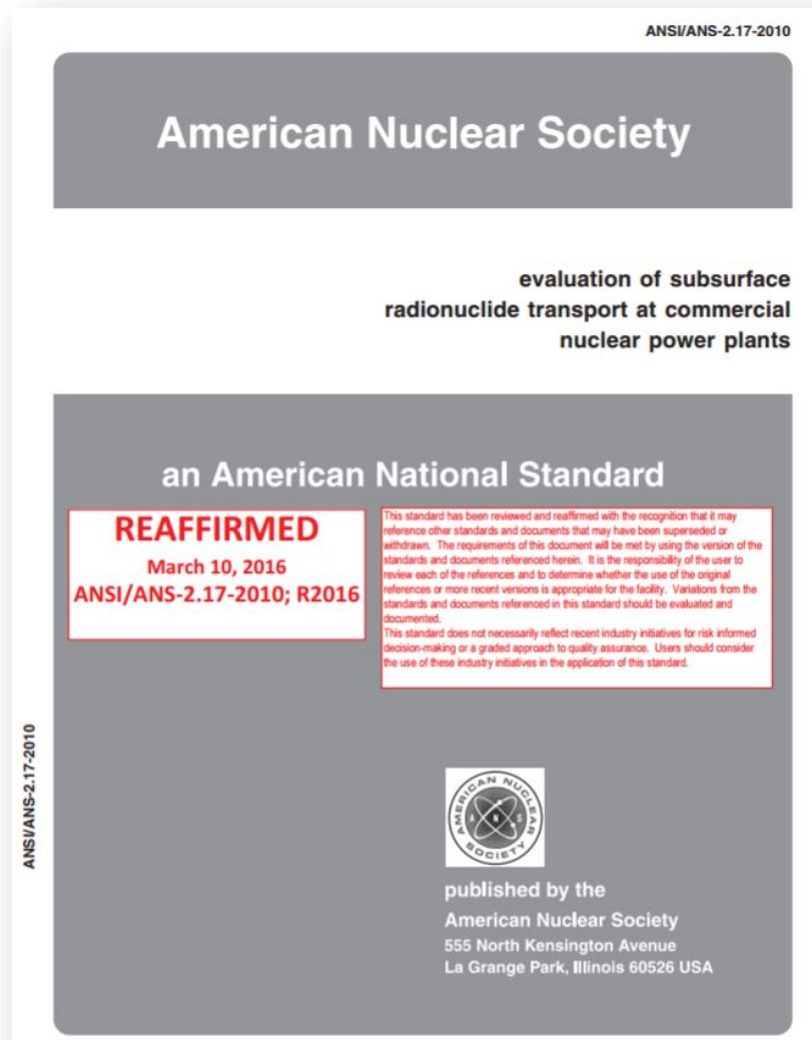 ANSI/ANS-2.17-2010
American Nuclear Society
evaluation of subsurface
radionuclide transport at commercial
nuclear power plants
an American National Standard
REAFFIRMED
March 10, 2016
ANSI/ANS-2.17-2010; R2016
This standard has been reviewed and reaffirmed with the recognition that it may
reference other standards and documents that may have been superseded or
withdrawn. The requirements of this document will be met by using the version of the
standards and documents referenced herein. It is the responsibility of the user to
review each of the references and to determine whether the use of the original
references or more recent versions is appropriate for the facility. Variations from the
standards and documents referenced in this standard should be evaluated and
documented.
This standard does not necessarily reflect recent industry initiatives for risk informed
decision-making or a graded approach to quality assurance. Users should consider
the use of these industry initiatives in the application of this standard.
ANSI/ANS-2.17-2010
AMERICAN NUCLEAR
SOCIETY
A N S
published by the
American Nuclear Society
555 North Kensington Avenue
La Grange Park, Illinois 60526 USA